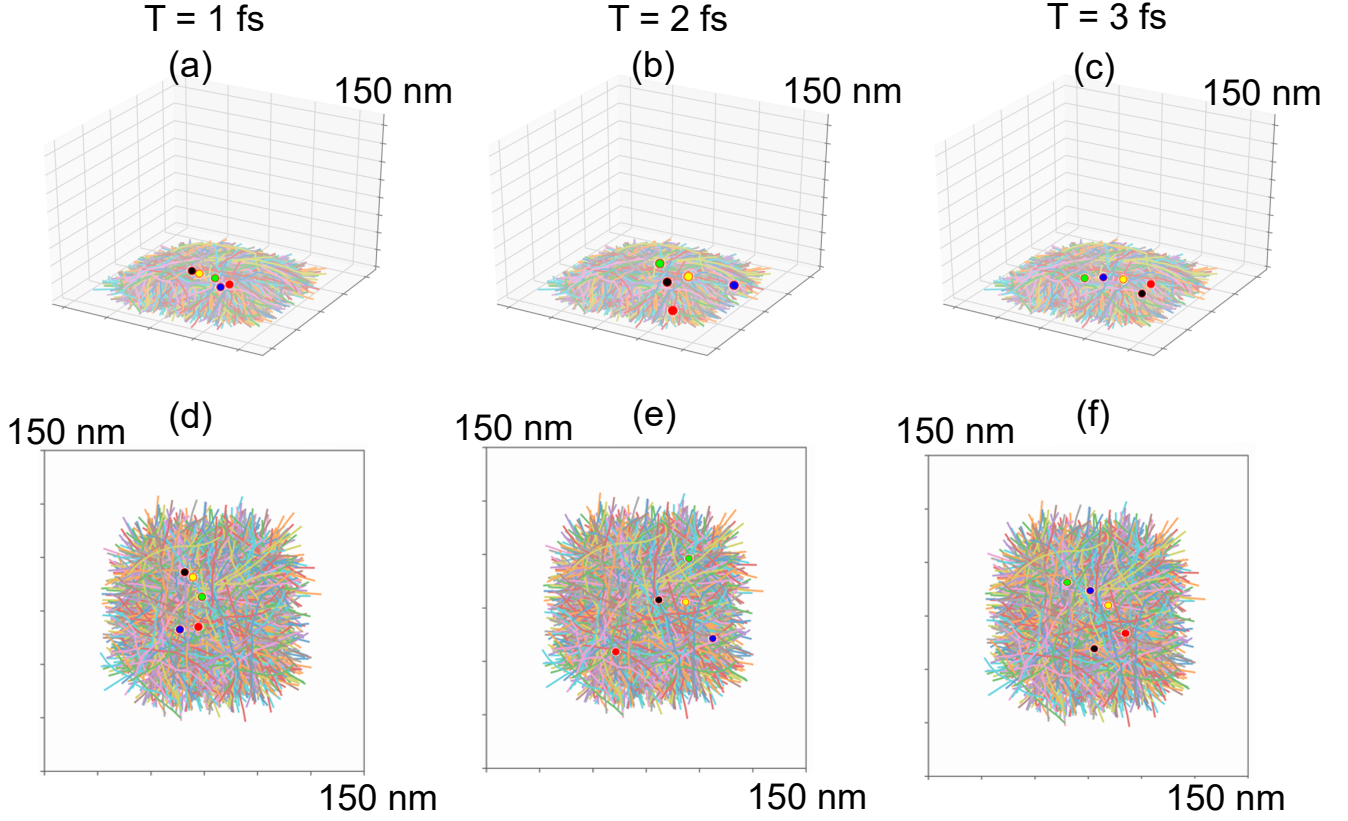 T = 1 fs
T = 2 fs
T = 3 fs
(a)
(b)
(c)
150 nm
150 nm
150 nm
(d)
(e)
(f)
150 nm
150 nm
150 nm
150 nm
150 nm
150 nm